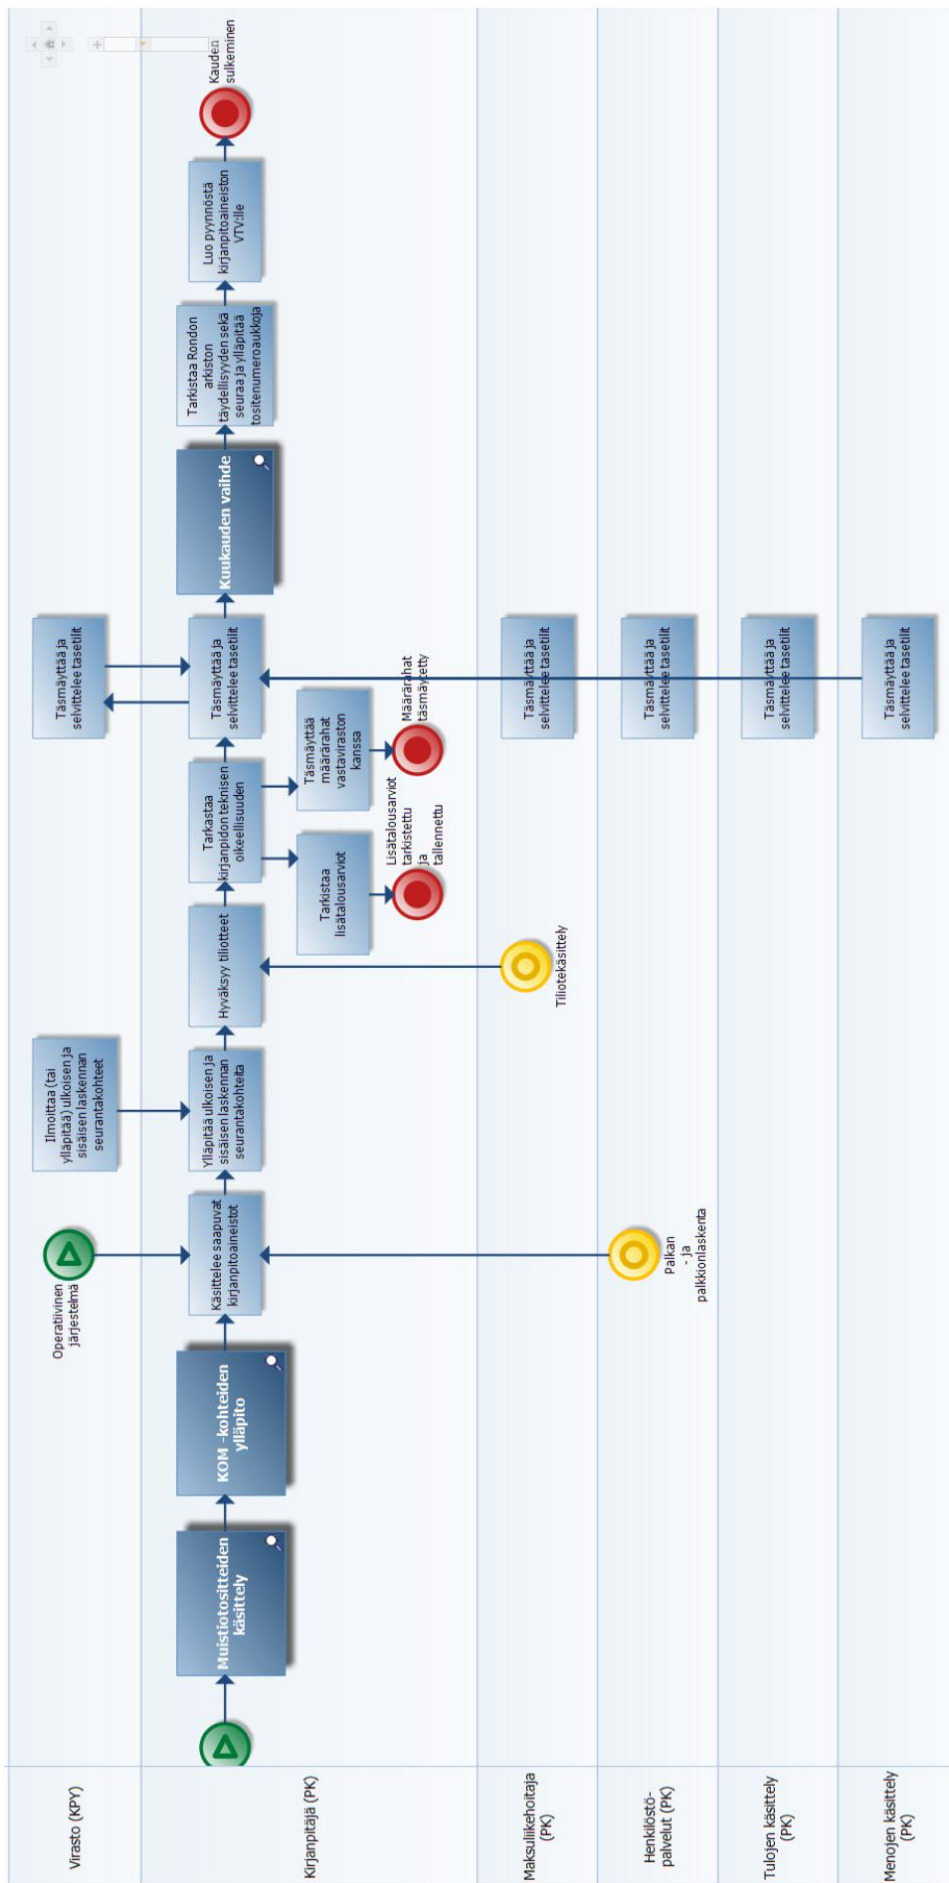 Virasto (KPY)
Operatiivinen
järjestelmä
Ilmoittaa (tai
ylläpitää) ulkoisen ja
sisäisen laskennan
seurantakohteet
Täsmäyttää ja
selvittelee tasetilit
Kirjanpitäjä (PK)
Muistiotositteiden
käsittely
KOM -kohteiden
ylläpito
Käsittelee saapuvat
kirjanpitoaineistot
Ylläpitää ulkoisen ja
sisäisen laskennan
seurantakohteita
Hyväksyy tiliotteet
Tarkastaa
kirjanpidon teknisen
oikeellisuuden
Täsmäyttää ja
selvittelee tasetilit
Kuukauden vaihde
Tarkistaa Rondon
arkiston
täydellisyyden sekä
seuraa ja ylläpitää
tositenumeroaukkoja
Luo pyynnöstä
kirjanpitoaineiston
VTV:lle
Kauden
sulkeminen
Tarkistaa
lisätalousarviot
Täsmäyttää
määrärahat
vastaviraston
kanssa
Lisätalousarviot
tarkistettu
ja
tallennettu
Määrärahat
täsmäytetty
Maksuliikehoitaja
(PK)
Tiliotekäsittely
Täsmäyttää ja
selvittelee tasetilit
Henkilöstö-
palvelut (PK)
Palkan
- ja
palkkionlaskenta
Täsmäyttää ja
selvittelee tasetilit
Tulojen käsittely
(PK)
Täsmäyttää ja
selvittelee tasetilit
Menojen käsittely
(PK)
Täsmäyttää ja
selvittelee tasetilit